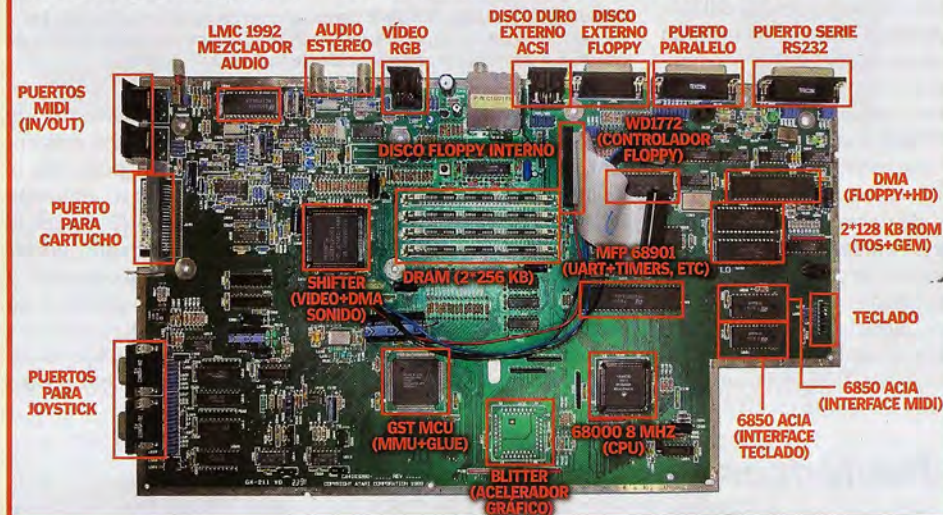 LMC 1992
MEZCLADOR
AUDIO
AUDIO
ESTÉREO
VÍDEO
RGB
DISCO DURO
EXTERNO
ACSI
DISCO
EXTERNO
FLOPPY
PUERTO
PARALELO
PUERTO SERIE
RS232
PUERTOS
MIDI
(IN/OUT)
DISCO FLOPPY INTERNO
WD1772
(CONTROLADOR
FLOPPY)
DMA
(FLOPPY+HD)
PUERTO
PARA
CARTUCHO
2*128 KB ROM
(TOS+GEM)
SHIFTER
(VIDEO+DMA
SONIDO)
DRAM (2*256 KB)
MFP 68901
(UART+TIMERS, ETC)
TECLADO
PUERTOS
PARA
JOYSTICK
GST MCU
(MMU+GLUE)
68000 8 MHZ
(CPU)
6850 ACIA
(INTERFACE
TECLADO)
6850 ACIA
(INTERFACE MIDI)
BLITTER
(ACELERADOR
GRÁFICO)
COPYRIGHT ATARI CORPORATION